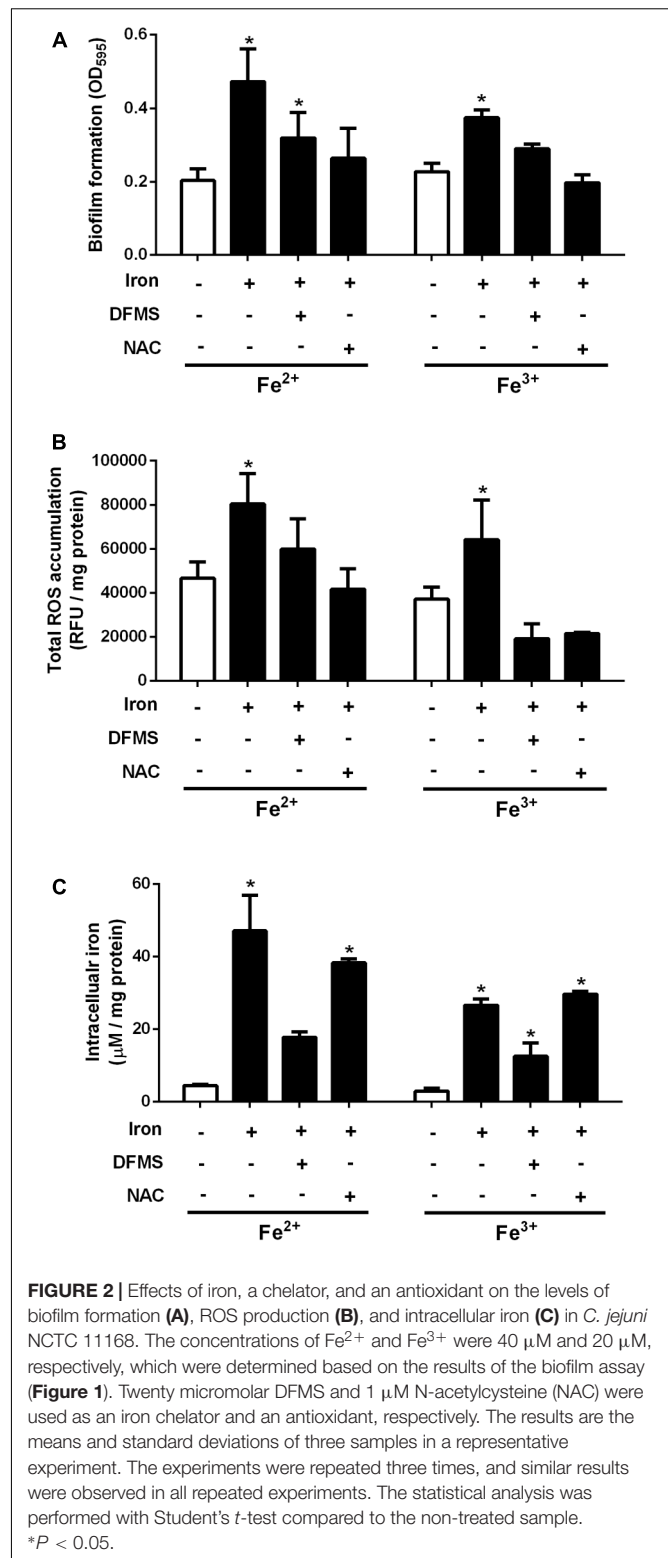 A
Biofilm formation (OD595)
0.6
0.4
0.2
0.0
*
*
*
Iron - + + + - + + +
DFMS - - + - - - + -
NAC - - - + - - - +
Fe2+ Fe3+
B
Total ROS accumulation
(RFU / mg protein)
100000
80000
60000
40000
20000
0
*
*
Iron - + + + - + + +
DFMS - - + - - - + -
NAC - - - + - - - +
Fe2+ Fe3+
C
Intracellualr iron
(µM / mg protein)
60
40
20
0
*
*
*
*
*
Iron - + + + - + + +
DFMS - - + - - - + -
NAC - - - + - - - +
Fe2+ Fe3+
FIGURE 2 | Effects of iron, a chelator, and an antioxidant on the levels of
biofilm formation (A), ROS production (B), and intracellular iron (C) in C. jejuni
NCTC 11168. The concentrations of Fe2+ and Fe3+ were 40 µM and 20 µM,
respectively, which were determined based on the results of the biofilm assay
(Figure 1). Twenty micromolar DFMS and 1 µM N-acetylcysteine (NAC) were
used as an iron chelator and an antioxidant, respectively. The results are the
means and standard deviations of three samples in a representative
experiment. The experiments were repeated three times, and similar results
were observed in all repeated experiments. The statistical analysis was
performed with Student's t-test compared to the non-treated sample.
*P < 0.05.